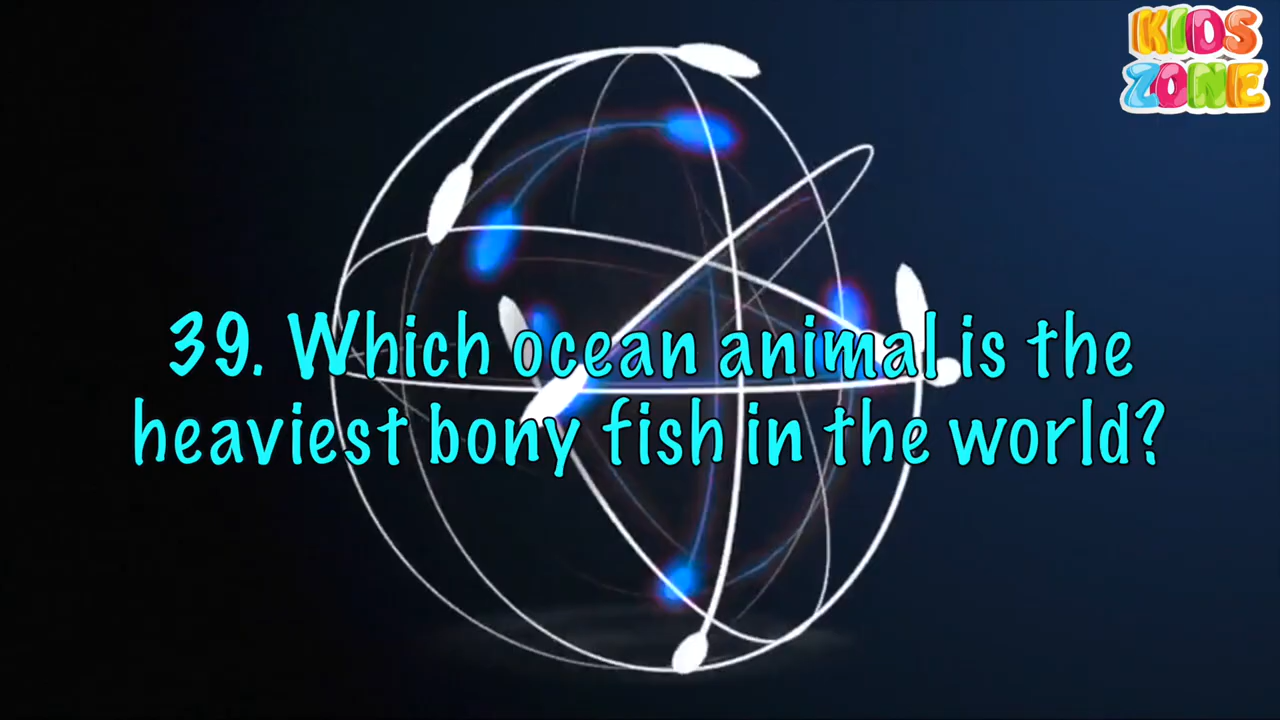 KIDS
ZONE
39. Which ocean animal is the
heaviest bony fish in the world?